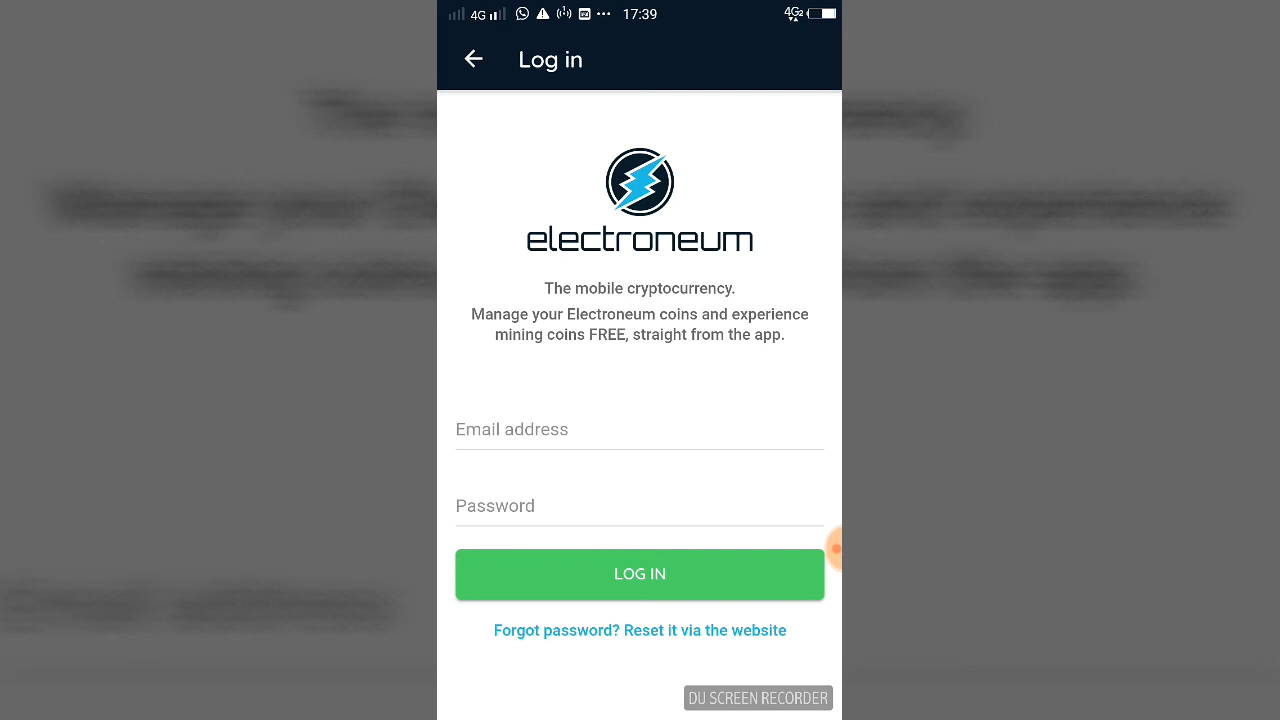 4G 17:39 4G2
Log in
electroneum
The mobile cryptocurrency.
Manage your Electroneum coins and experience
mining coins FREE, straight from the app.
Email address
Password
LOG IN
Forgot password? Reset it via the website
DU SCREEN RECORDER